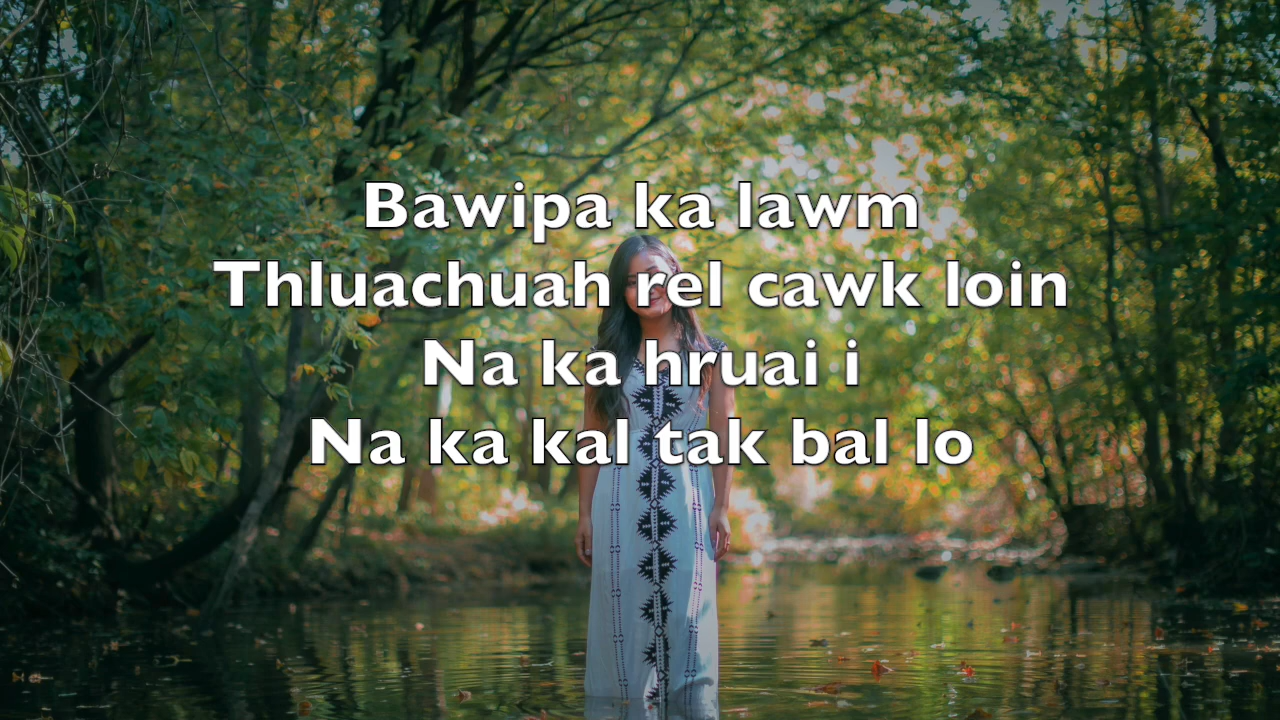 Bawipa ka lawm
Thluachuah rel cawk loin
Na ka hruai i
Na ka kal tak bal lo